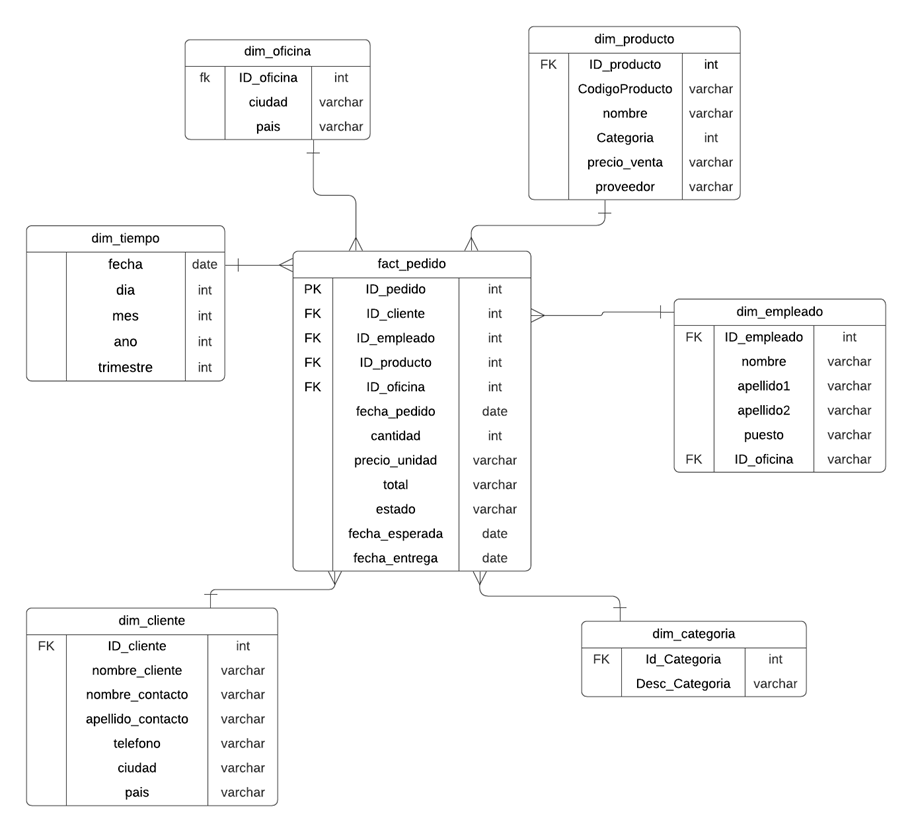 dim_oficina
fk ID_oficina int
ciudad varchar
pais varchar
dim_producto
FK ID_producto int
CodigoProducto varchar
nombre varchar
Categoria int
precio_venta varchar
proveedor varchar
dim_tiempo
fecha date
dia int
mes int
ano int
trimestre int
fact_pedido
PK ID_pedido int
FK ID_cliente int
FK ID_empleado int
FK ID_producto int
FK ID_oficina int
fecha_pedido date
cantidad int
precio_unidad varchar
total varchar
estado varchar
fecha_esperada date
fecha_entrega date
dim_empleado
FK ID_empleado int
nombre varchar
apellido1 varchar
apellido2 varchar
puesto varchar
FK ID_oficina varchar
dim_cliente
FK ID_cliente int
nombre_cliente varchar
nombre_contacto varchar
apellido_contacto varchar
telefono varchar
ciudad varchar
pais varchar
dim_categoria
FK Id_Categoria int
Desc_Categoria varchar